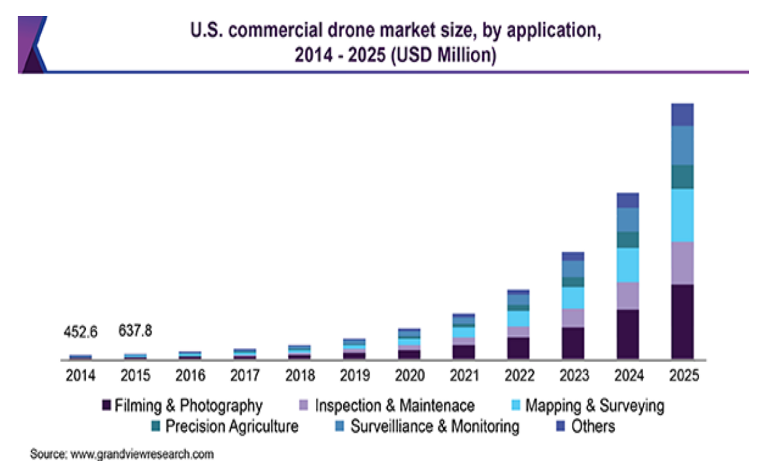 U.S. commercial drone market size, by application,
2014 - 2025 (USD Million)
452.6
637.8
2014 2015 2016 2017 2018 2019 2020 2021 2022 2023 2024 2025
Filming & Photography Inspection & Maintenace Mapping & Surveying
Precision Agriculture Surveilliance & Monitoring Others
Source: www.grandviewresearch.com